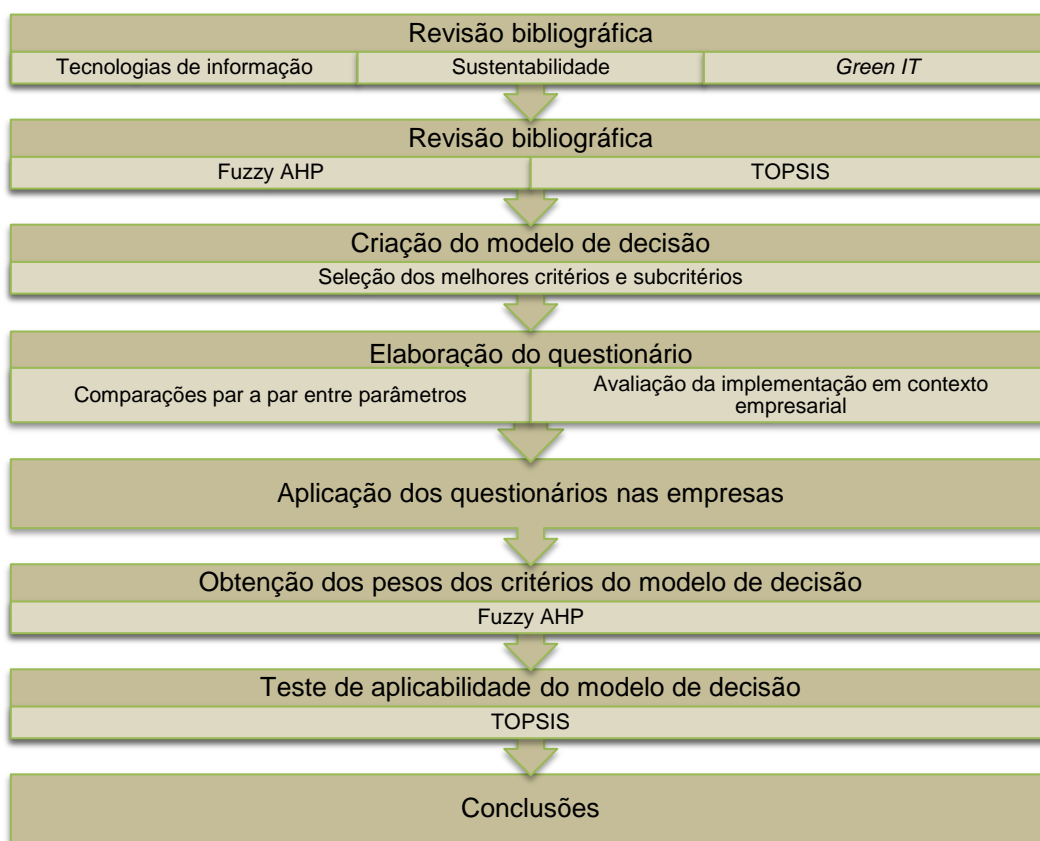 Revisão bibliográfica
Tecnologias de informação
Sustentabilidade
Green IT
Revisão bibliográfica
Fuzzy AHP
TOPSIS
Criação do modelo de decisão
Seleção dos melhores critérios e subcritérios
Elaboração do questionário
Comparações par a par entre parâmetros
Avaliação da implementação em contexto
empresarial
Aplicação dos questionários nas empresas
Obtenção dos pesos dos critérios do modelo de decisão
Fuzzy AHP
Teste de aplicabilidade do modelo de decisão
TOPSIS
Conclusões